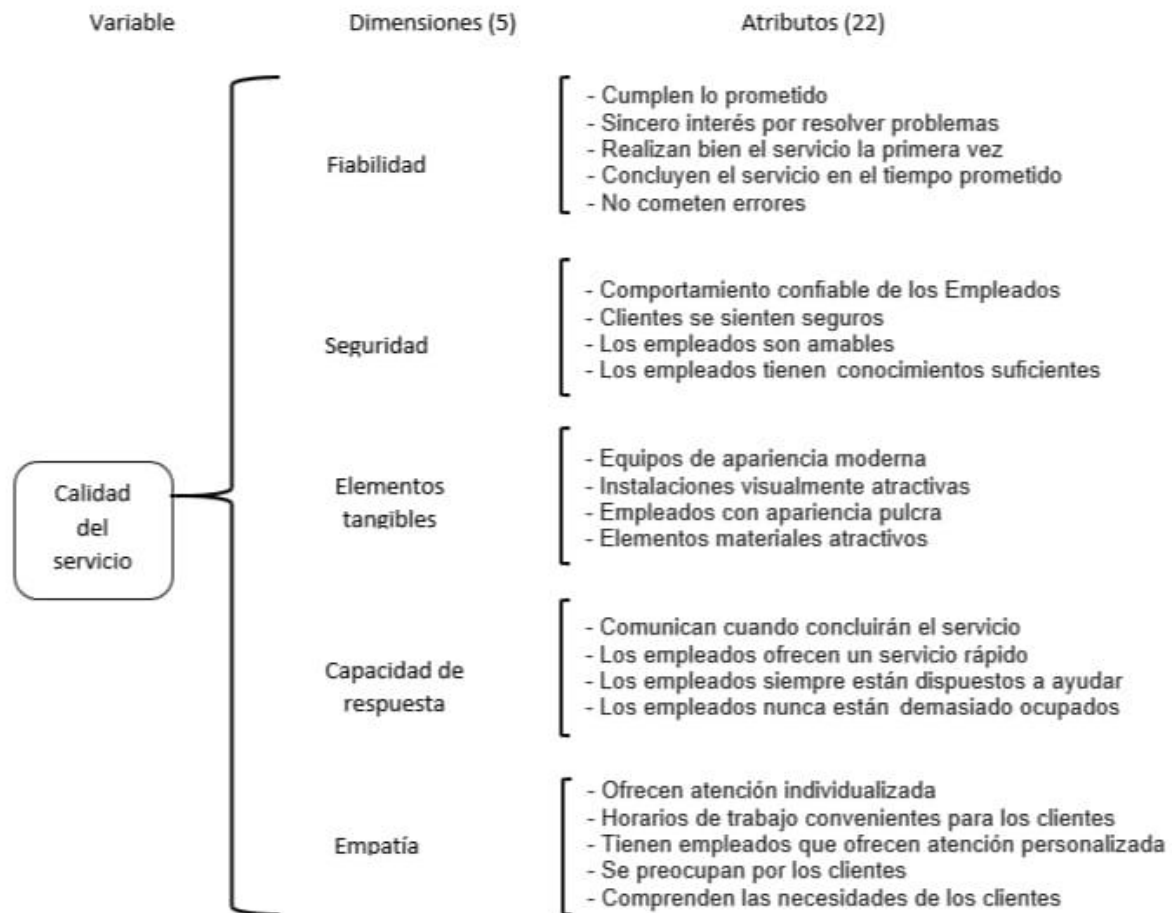 Variable Dimensiones (5) Atributos (22)
Fiabilidad
- Cumplen lo prometido
- Sincero interés por resolver problemas
- Realizan bien el servicio la primera vez
- Concluyen el servicio en el tiempo prometido
- No cometen errores
Seguridad
- Comportamiento confiable de los Empleados
- Clientes se sienten seguros
- Los empleados son amables
- Los empleados tienen conocimientos suficientes
Calidad
del
servicio
Elementos
tangibles
- Equipos de apariencia moderna
- Instalaciones visualmente atractivas
- Empleados con apariencia pulcra
- Elementos materiales atractivos
Capacidad de
respuesta
- Comunican cuando concluirán el servicio
- Los empleados ofrecen un servicio rápido
- Los empleados siempre están dispuestos a ayudar
- Los empleados nunca están demasiado ocupados
Empatía
- Ofrecen atención individualizada
- Horarios de trabajo convenientes para los clientes
- Tienen empleados que ofrecen atención personalizada
- Se preocupan por los clientes
- Comprenden las necesidades de los clientes